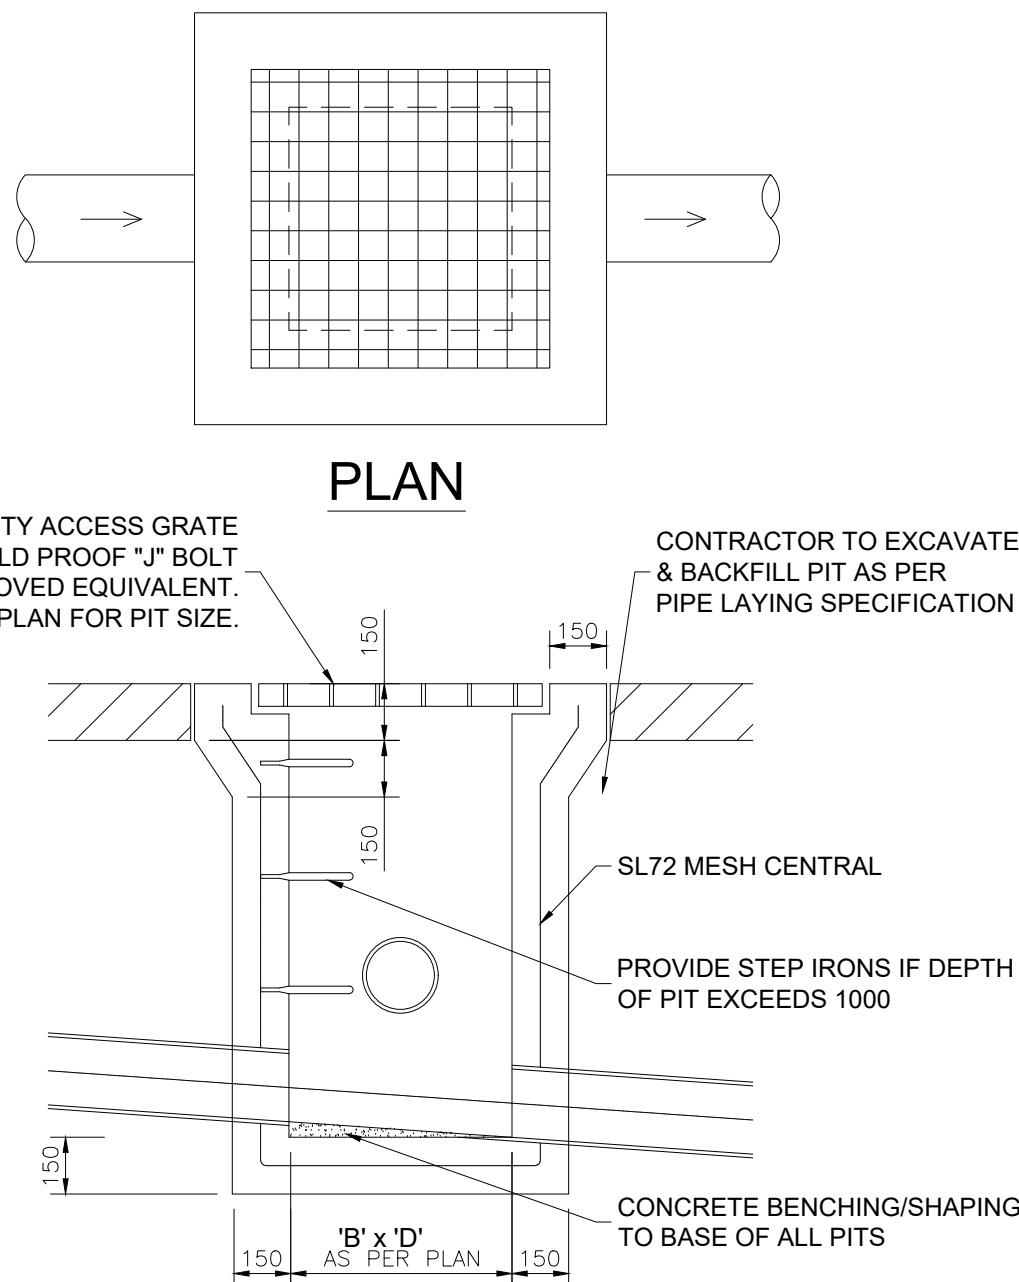 PLAN
TY ACCESS GRATE
LD PROOF "J" BOLT
OVED EQUIVALENT.
PLAN FOR PIT SIZE.
CONTRACTOR TO EXCAVATE
& BACKFILL PIT AS PER
PIPE LAYING SPECIFICATION
150
150
150
SL72 MESH CENTRAL
PROVIDE STEP IRONS IF DEPTH
OF PIT EXCEEDS 1000
150
CONCRETE BENCHING/SHAPING
TO BASE OF ALL PITS
'B' x 'D'
150 AS PER PLAN 150